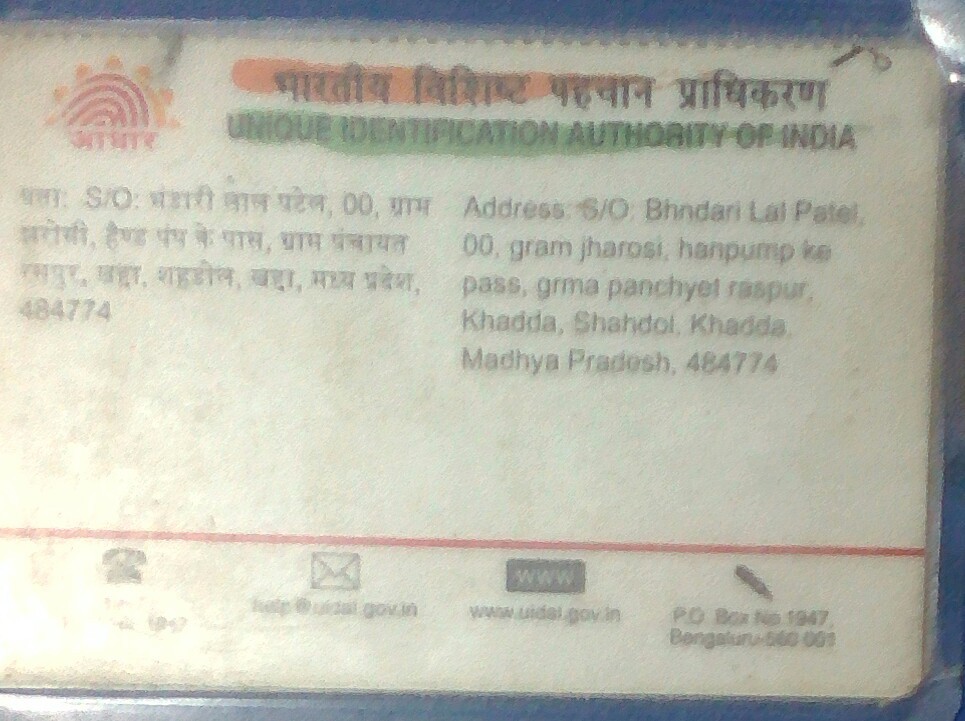 भारतीय विशिष्ट पहचान प्राधिकरण
UNIQUE IDENTIFICATION AUTHORITY OF INDIA
आधार
पता: S/O: भंडारी लाल पटेल, 00, ग्राम
झरोसी, हैण्ड पंप के पास, ग्राम पंचायत
रसपुर, खड्डा, शहडोल, खड्डा, मध्य प्रदेश,
484774
Address: S/O: Bhndari Lal Patel,
00, gram jharosi, hanpump ke
pass, grma panchyet raspur,
Khadda, Shahdol, Khadda,
Madhya Pradesh, 484774
1947
help@uidai.gov.in
www
www.uidai.gov.in
P.O. Box No.1947,
Bengaluru-560 001